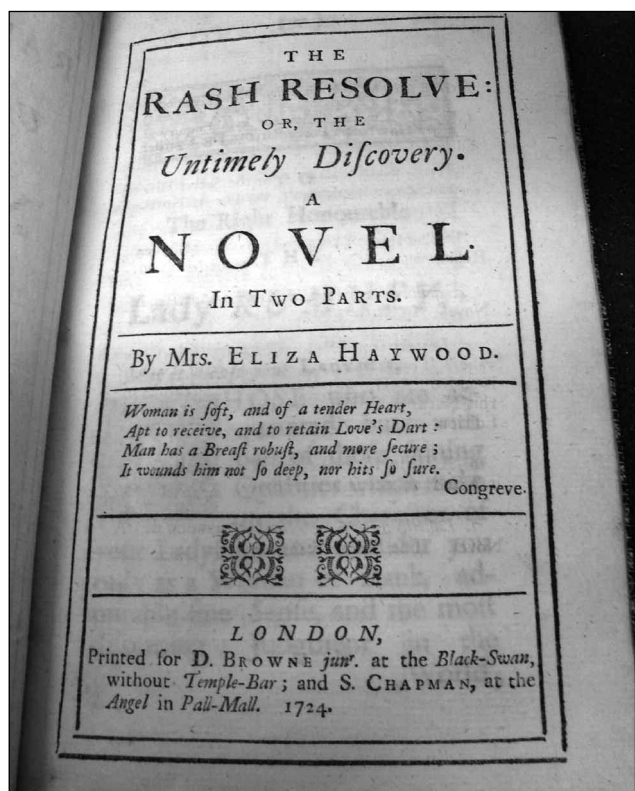 THE
RASH RESOLVE:
OR, THE
Untimely Diſcovery.
A
NOVEL.
In Two Parts.
By Mrs. ELIZA HAYWOOD.
Woman is ſoft, and of a tender Heart,
Apt to receive, and to retain Love's Dart:
Man has a Breaſt robuſt, and more ſecure;
It wounds him not ſo deep, nor hits ſo ſure.
Congreve.
LONDON,
Printed for D. BROWNE junr. at the Black-Swan,
without Temple-Bar; and S. CHAPMAN, at the
Angel in Pall-Mall. 1724.